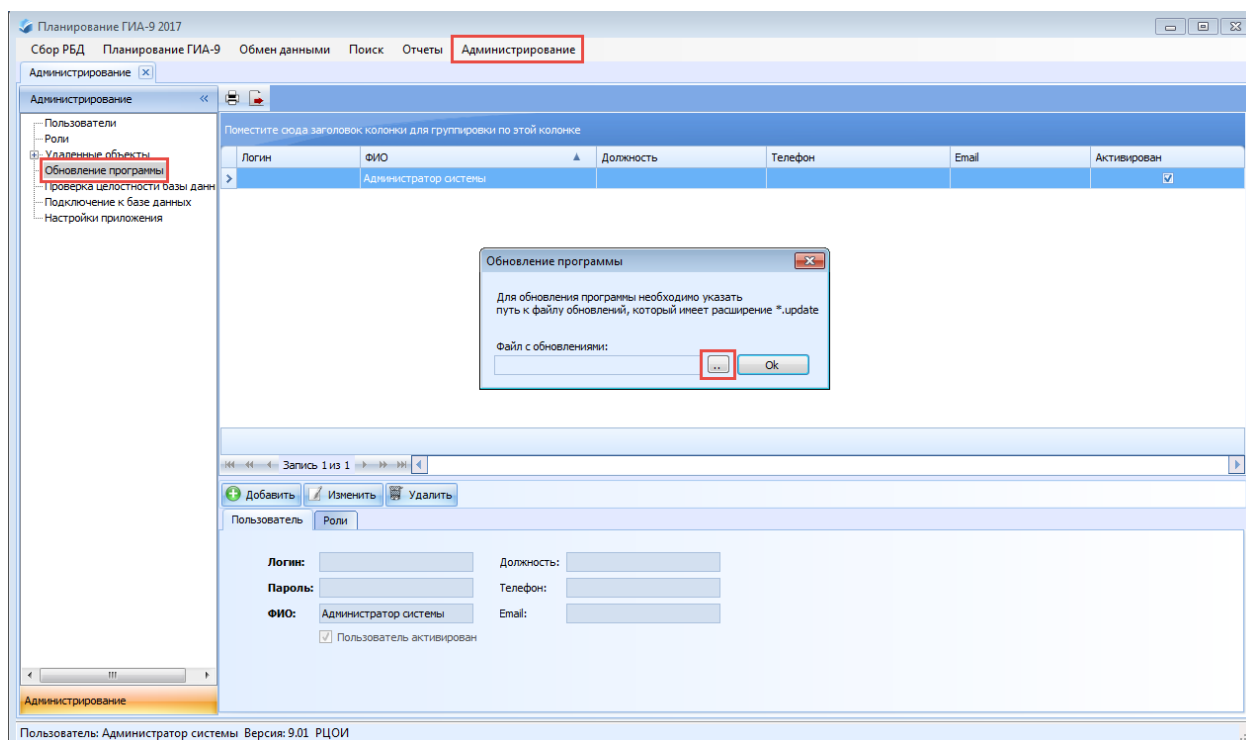 Планирование ГИА-9 2017
Сбор РБД Планирование ГИА-9 Обмен данными Поиск Отчеты Администрирование
Администрирование
Администрирование «
Поместите сюда заголовок колонки для группировки по этой колонке
Пользователи
Роли
Удаленные объекты
Обновление программы
Проверка целостности базы данн
Подключение к базе данных
Настройки приложения
Логин ФИО Должность Телефон Email Активирован
Администратор системы
Обновление программы
Для обновления программы необходимо указать
путь к файлу обновлений, который имеет расширение *.update
Файл с обновлениями:
.. Ok
Запись 1 из 1
Добавить Изменить Удалить
Пользователь Роли
Логин: Должность:
Пароль: Телефон:
ФИО: Администратор системы Email:
Пользователь активирован
Администрирование
Пользователь: Администратор системы Версия: 9.01 РЦОИ